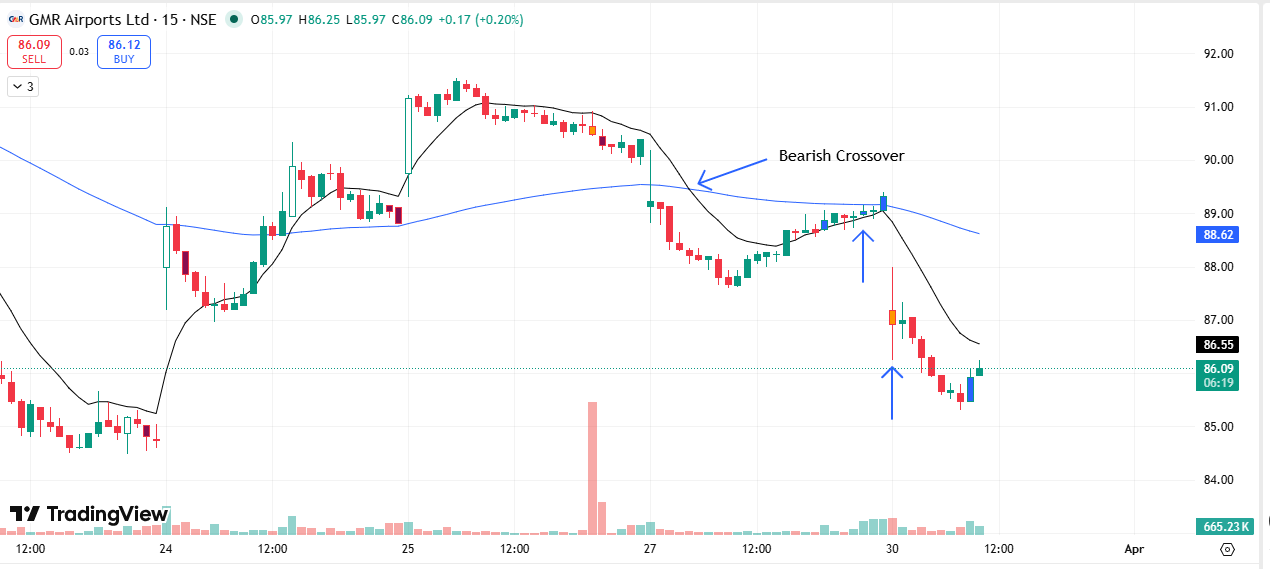 GMR GMR Airports Ltd · 15 · NSE O85.97 H86.25 L85.97 C86.09 +0.17 (+0.20%)
86.09 0.03 86.12
SELL BUY
3
92.00
91.00
90.00
Bearish Crossover
89.00
88.62
88.00
87.00
86.55
86.09
06:19
85.00
84.00
TradingView
665.23 K
12:00 24 12:00 25 12:00 27 12:00 30 12:00 Apr